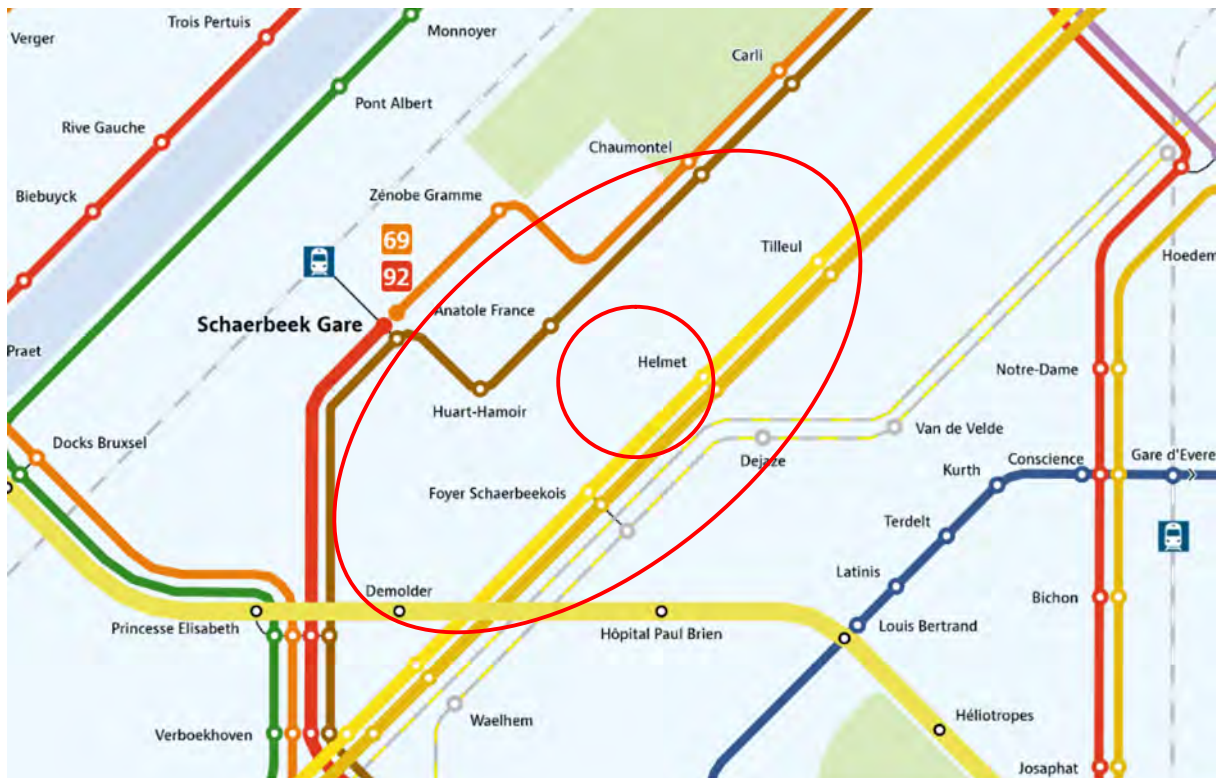 Trois Pertuis
Verger
Monnoyer
Carli
Pont Albert
Rive Gauche
Chaumontel
Biebuyck
Zénobe Gramme
69
92
Tilleul
Hoedem
Anatole France
Schaerbeek Gare
Praet
Helmet
Notre-Dame
Huart-Hamoir
Docks Bruxsel
Van de Velde
Dejaze
Kurth
Conscience
Gare d'Evere
Foyer Schaerbeekois
Terdelt
Latinis
Demolder
Bichon
Princesse Elisabeth
Hôpital Paul Brien
Louis Bertrand
Waelhem
Héliotropes
Verboekhoven
Josaphat